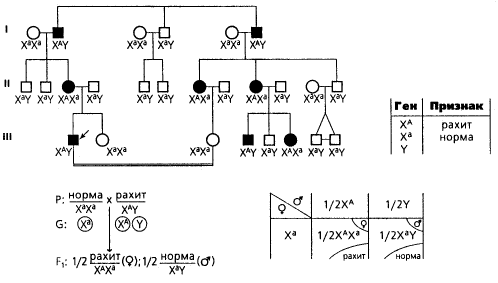 I
XᵃXᵃ XᴬY XᵃXᵃ XᵃY XᵃXᵃ XᴬY
II
XᵃY XᵃY XᴬXᵃ XᵃY XᵃY XᵃY XᴬXᵃ XᵃY XᴬXᵃ XᵃY XᵃXᵃ XᵃY
III
XᴬY XᵃXᵃ XᵃXᵃ XᴬY XᵃY XᴬXᵃ XᵃY XᵃY
Ген Признак
Xᴬ рахит
Xᵃ норма
Y
P: норма x рахит
XᵃXᵃ XᴬY
G: Xᵃ Xᴬ Y
F₁: 1/2 рахит (♀); 1/2 норма (♂)
XᴬXᵃ XᵃY
♀ ♂ 1/2Xᴬ 1/2Y
Xᵃ 1/2XᴬXᵃ ♀ 1/2XᵃY ♂
рахит норма